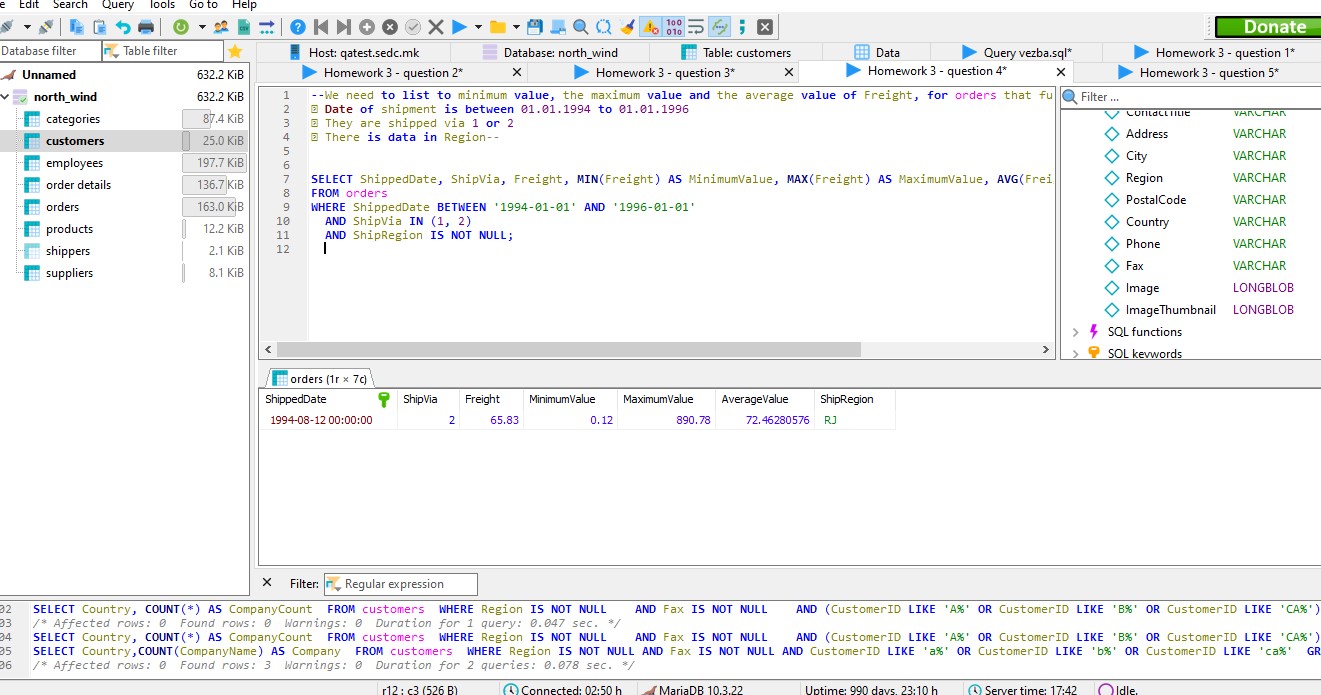 Edit Search Query Tools Go to Help
Donate
Database filter Table filter
Host: qatest.sedc.mk Database: north_wind Table: customers Data Query vezba.sql* Homework 3 - question 1*
Homework 3 - question 2* Homework 3 - question 3* Homework 3 - question 4* Homework 3 - question 5*
Unnamed 632.2 KiB
north_wind 632.2 KiB
categories 87.4 KiB
customers 25.0 KiB
employees 197.7 KiB
order details 136.7 KiB
orders 163.0 KiB
products 12.2 KiB
shippers 2.1 KiB
suppliers 8.1 KiB
1 --We need to list to minimum value, the maximum value and the average value of Freight, for orders that fu
2 Date of shipment is between 01.01.1994 to 01.01.1996
3 They are shipped via 1 or 2
4 There is data in Region--
5
6
7 SELECT ShippedDate, ShipVia, Freight, MIN(Freight) AS MinimumValue, MAX(Freight) AS MaximumValue, AVG(Frei
8 FROM orders
9 WHERE ShippedDate BETWEEN '1994-01-01' AND '1996-01-01'
10 AND ShipVia IN (1, 2)
11 AND ShipRegion IS NOT NULL;
12
Filter ...
ContactTitle VARCHAR
Address VARCHAR
City VARCHAR
Region VARCHAR
PostalCode VARCHAR
Country VARCHAR
Phone VARCHAR
Fax VARCHAR
Image LONGBLOB
ImageThumbnail LONGBLOB
SQL functions
SQL keywords
orders (1r × 7c)
ShippedDate ShipVia Freight MinimumValue MaximumValue AverageValue ShipRegion
1994-08-12 00:00:00 2 65.83 0.12 890.78 72.46280576 RJ
Filter: Regular expression
02 SELECT Country, COUNT(*) AS CompanyCount FROM customers WHERE Region IS NOT NULL AND Fax IS NOT NULL AND (CustomerID LIKE 'A%' OR CustomerID LIKE 'B%' OR CustomerID LIKE 'CA%')
03 /* Affected rows: 0 Found rows: 0 Warnings: 0 Duration for 1 query: 0.047 sec. */
04 SELECT Country, COUNT(*) AS CompanyCount FROM customers WHERE Region IS NOT NULL AND Fax IS NOT NULL AND (CustomerID LIKE 'A%' OR CustomerID LIKE 'B%' OR CustomerID LIKE 'CA%')
05 SELECT Country,COUNT(CompanyName) AS Company FROM customers WHERE Region IS NOT NULL AND Fax IS NOT NULL AND CustomerID LIKE 'a%' OR CustomerID LIKE 'b%' OR CustomerID LIKE 'ca%' GR
06 /* Affected rows: 0 Found rows: 3 Warnings: 0 Duration for 2 queries: 0.078 sec. */
r12 : c3 (526 B) Connected: 02:50 h MariaDB 10.3.22 Uptime: 990 days, 23:10 h Server time: 17:42 Idle.